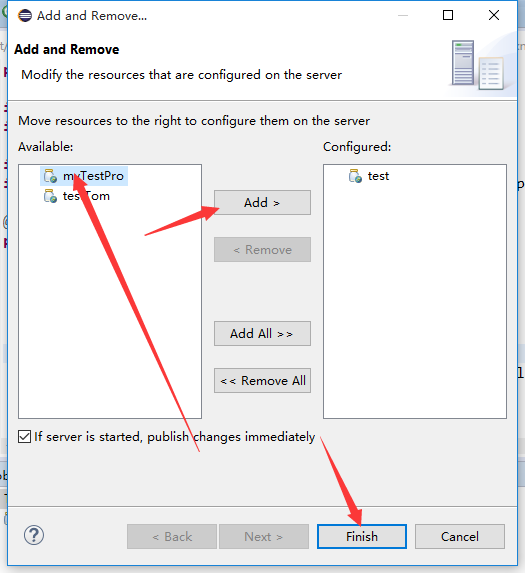 Add and Remove...
Add and Remove
Modify the resources that are configured on the server
Move resources to the right to configure them on the server
Available:
Configured:
myTestPro
test
Add >
< Remove
Add All >>
<< Remove All
If server is started, publish changes immediately
?
< Back
Next >
Finish
Cancel